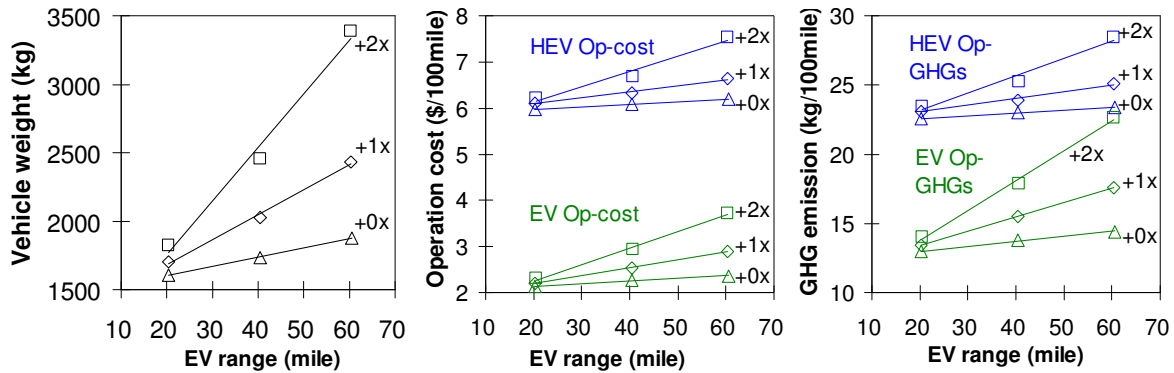 Vehicle weight (kg)
3500
3000
2500
2000
1500
+2x
+1x
+0x
10 20 30 40 50 60 70
EV range (mile)
Operation cost ($/100mile)
8
7
6
5
4
3
2
HEV Op-cost
+2x
+1x
+0x
EV Op-cost
+2x
+1x
+0x
10 20 30 40 50 60 70
EV range (mile)
GHG emission (kg/100mile)
30
25
20
15
10
HEV Op-
GHGs
+2x
+1x
+0x
EV Op-
GHGs
+2x
+1x
+0x
10 20 30 40 50 60 70
EV range (mile)